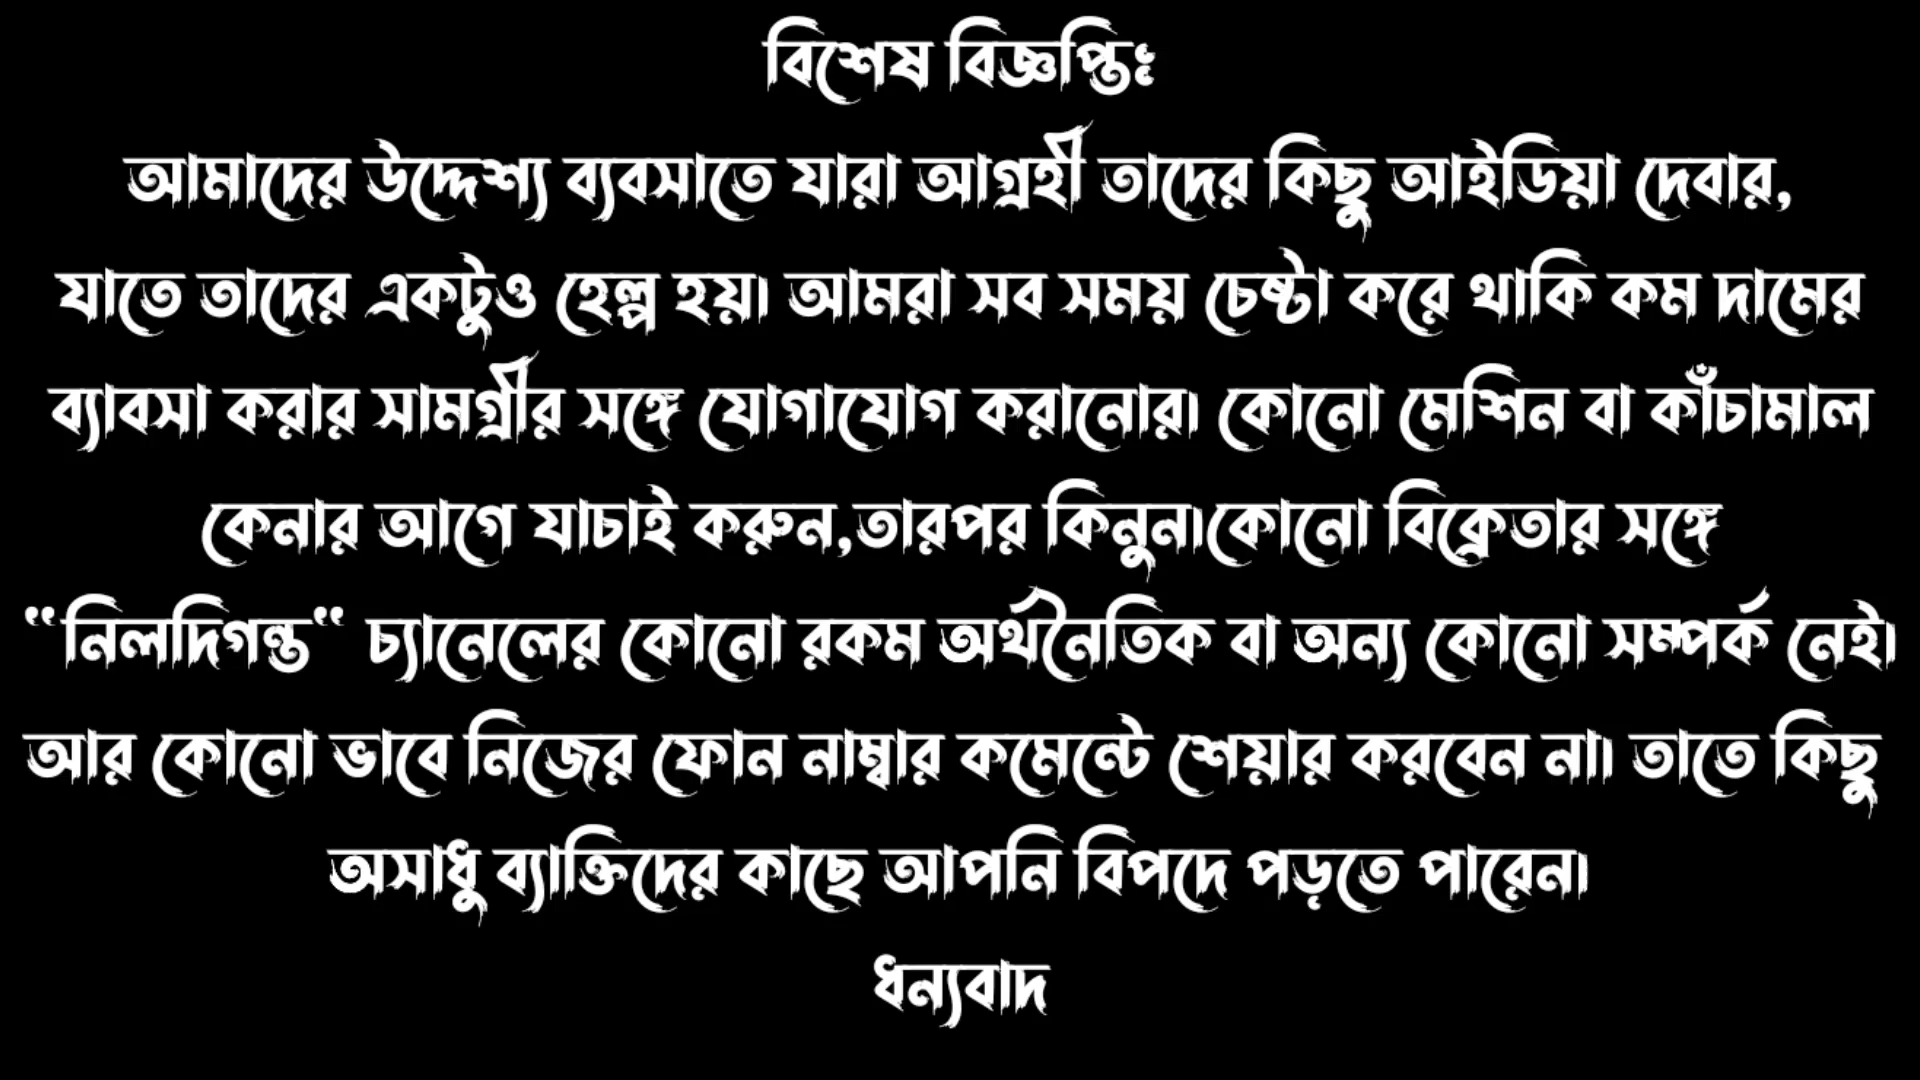 বিশেষ বিজ্ঞপ্তিঃ
আমাদের উদ্দেশ্য ব্যবসাতে যারা আগ্রহী তাদের কিছু আইডিয়া দেবার,
যাতে তাদের একটুও হেল্প হয়। আমরা সব সময় চেষ্টা করে থাকি কম দামের
ব্যাবসা করার সামগ্রীর সঙ্গে যোগাযোগ করানোর। কোনো মেশিন বা কাঁচামাল
কেনার আগে যাচাই করুন,তারপর কিনুন।কোনো বিক্রেতার সঙ্গে
“নিলদিগন্ত“ চ্যানেলের কোনো রকম অর্থনৈতিক বা অন্য কোনো সম্পর্ক নেই।
আর কোনো ভাবে নিজের ফোন নাম্বার কমেন্টে শেয়ার করবেন না। তাতে কিছু
অসাধু ব্যাক্তিদের কাছে আপনি বিপদে পড়তে পারেন।
ধন্যবাদ